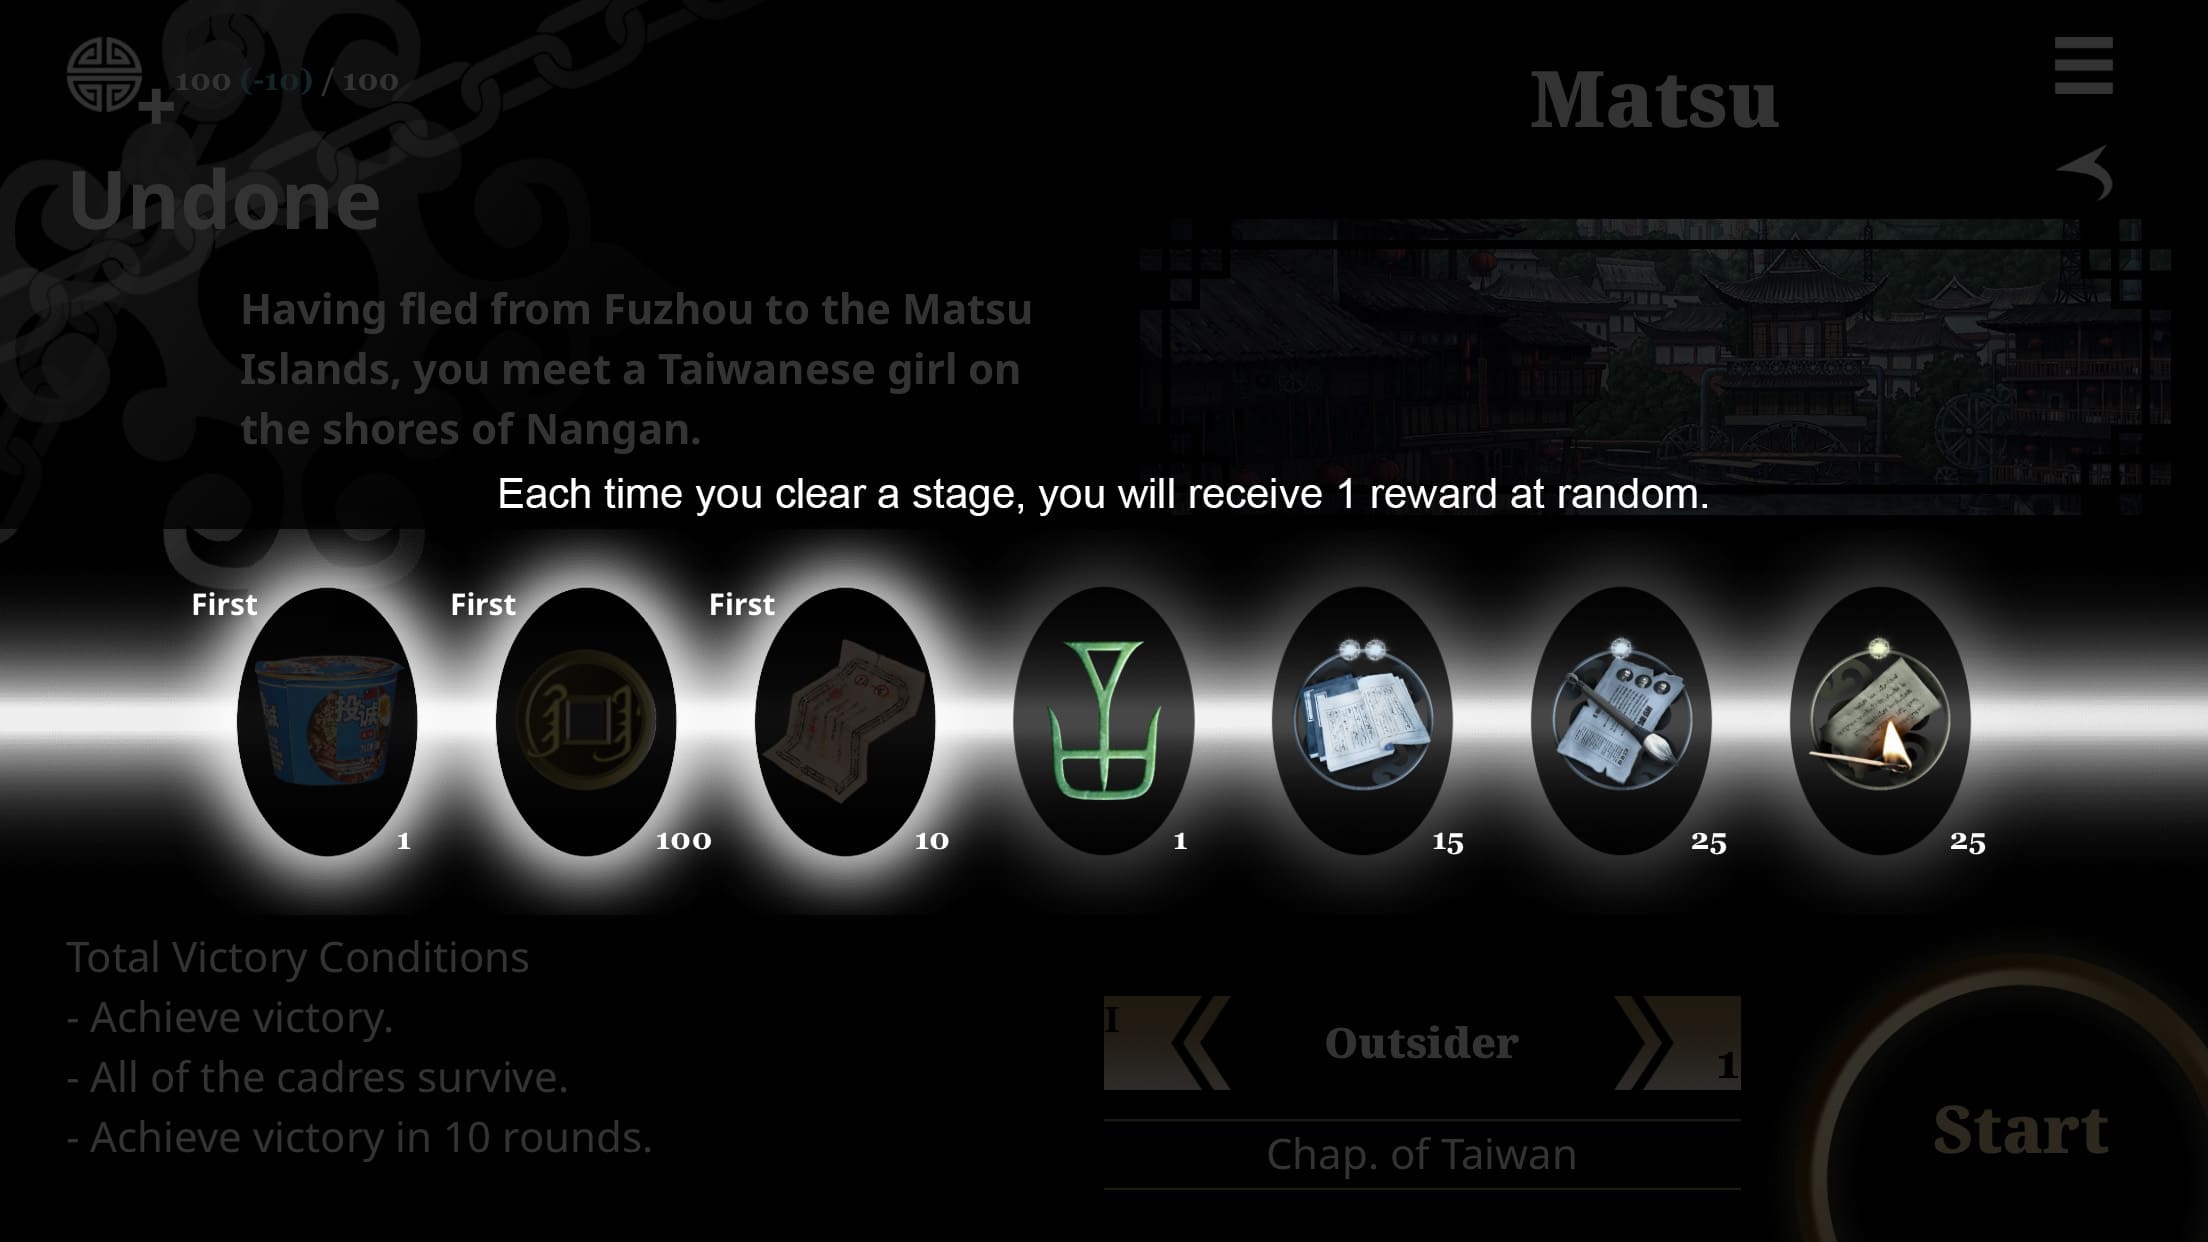 100 (-10) / 100
Matsu
Undone
Having fled from Fuzhou to the Matsu
Islands, you meet a Taiwanese girl on
the shores of Nangan.
Each time you clear a stage, you will receive 1 reward at random.
First
First
First
投誠
1
100
10
1
15
25
25
Total Victory Conditions
- Achieve victory.
- All of the cadres survive.
- Achieve victory in 10 rounds.
I
Outsider
1
Chap. of Taiwan
Start